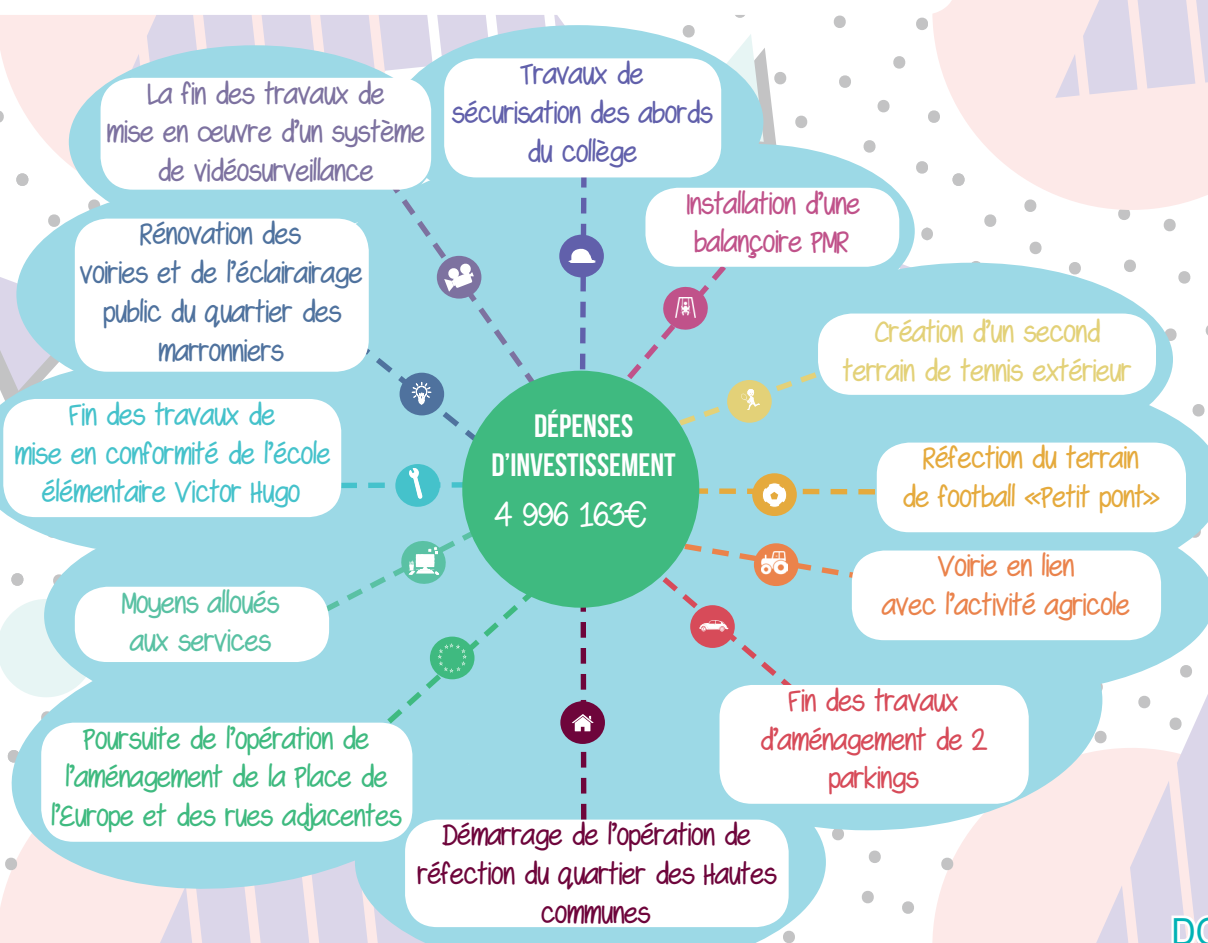 La fin des travaux de
mise en œuvre d'un système
de vidéosurveillance
Travaux de
sécurisation des abords
du collège
Installation d'une
balançoire PMR
Rénovation des
voiries et de l'éclairairage
public du quartier des
marronniers
Création d'un second
terrain de tennis extérieur
Fin des travaux de
mise en conformité de l'école
élémentaire Victor Hugo
DÉPENSES
D'INVESTISSEMENT
4 996 163€
Réfection du terrain
de football «Petit pont»
Voirie en lien
avec l'activité agricole
Moyens alloués
aux services
Fin des travaux
d'aménagement de 2
parkings
Poursuite de l'opération de
l'aménagement de la Place de
l'Europe et des rues adjacentes
Démarrage de l'opération de
réfection du quartier des Hautes
communes